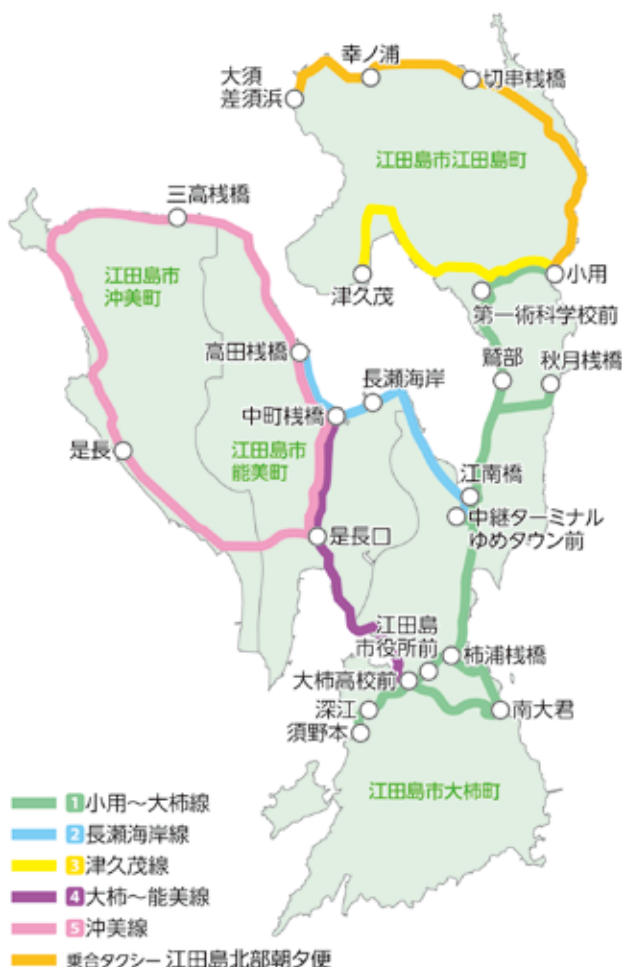 幸ノ浦
大須
差須浜
切串桟橋
江田島市江田島町
三高桟橋
江田島市
沖美町
津久茂
小用
第一術科学校前
高田桟橋
鷲部
秋月桟橋
長瀬海岸
中町桟橋
江田島市
能美町
是長
江南橋
中継ターミナル
ゆめタウン前
是長口
江田島
市役所前
柿浦桟橋
大柿高校前
深江
南大君
須野本
江田島市大柿町
1小用～大柿線
2長瀬海岸線
3津久茂線
4大柿～能美線
5沖美線
乗合タクシー 江田島北部朝夕便